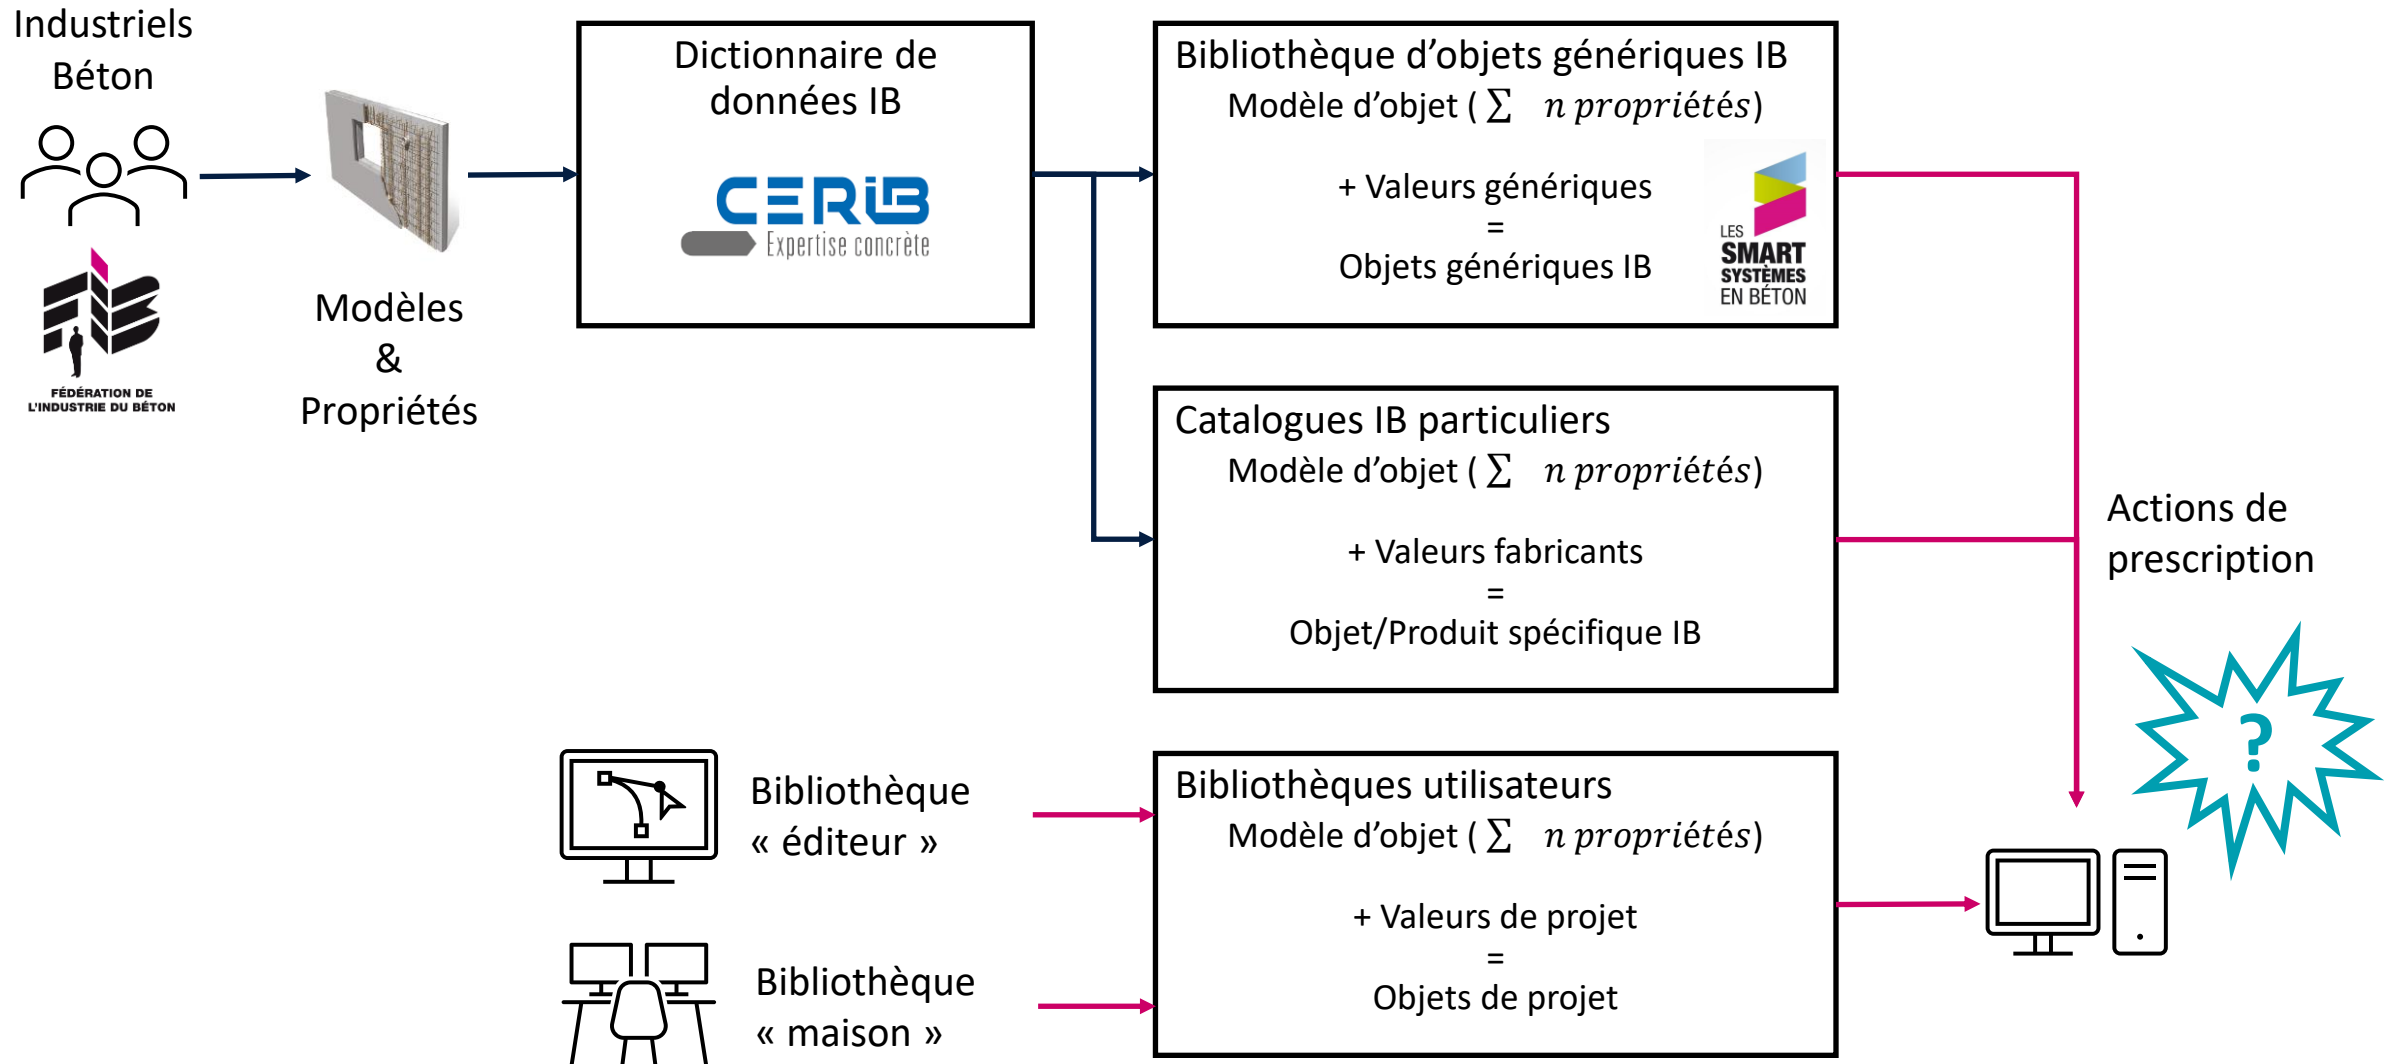 Industriels
Béton
FÉDÉRATION DE
L'INDUSTRIE DU BÉTON
Modèles
&
Propriétés
Dictionnaire de
données IB
CERIB
Expertise concrète
Bibliothèque d’objets génériques IB
Modèle d’objet ( ∑ n propriétés)
+ Valeurs génériques
=
Objets génériques IB
LES
SMART
SYSTÈMES
EN BÉTON
Catalogues IB particuliers
Modèle d’objet ( ∑ n propriétés)
+ Valeurs fabricants
=
Objet/Produit spécifique IB
Actions de
prescription
?
Bibliothèque
« éditeur »
Bibliothèque
« maison »
Bibliothèques utilisateurs
Modèle d’objet ( ∑ n propriétés)
+ Valeurs de projet
=
Objets de projet